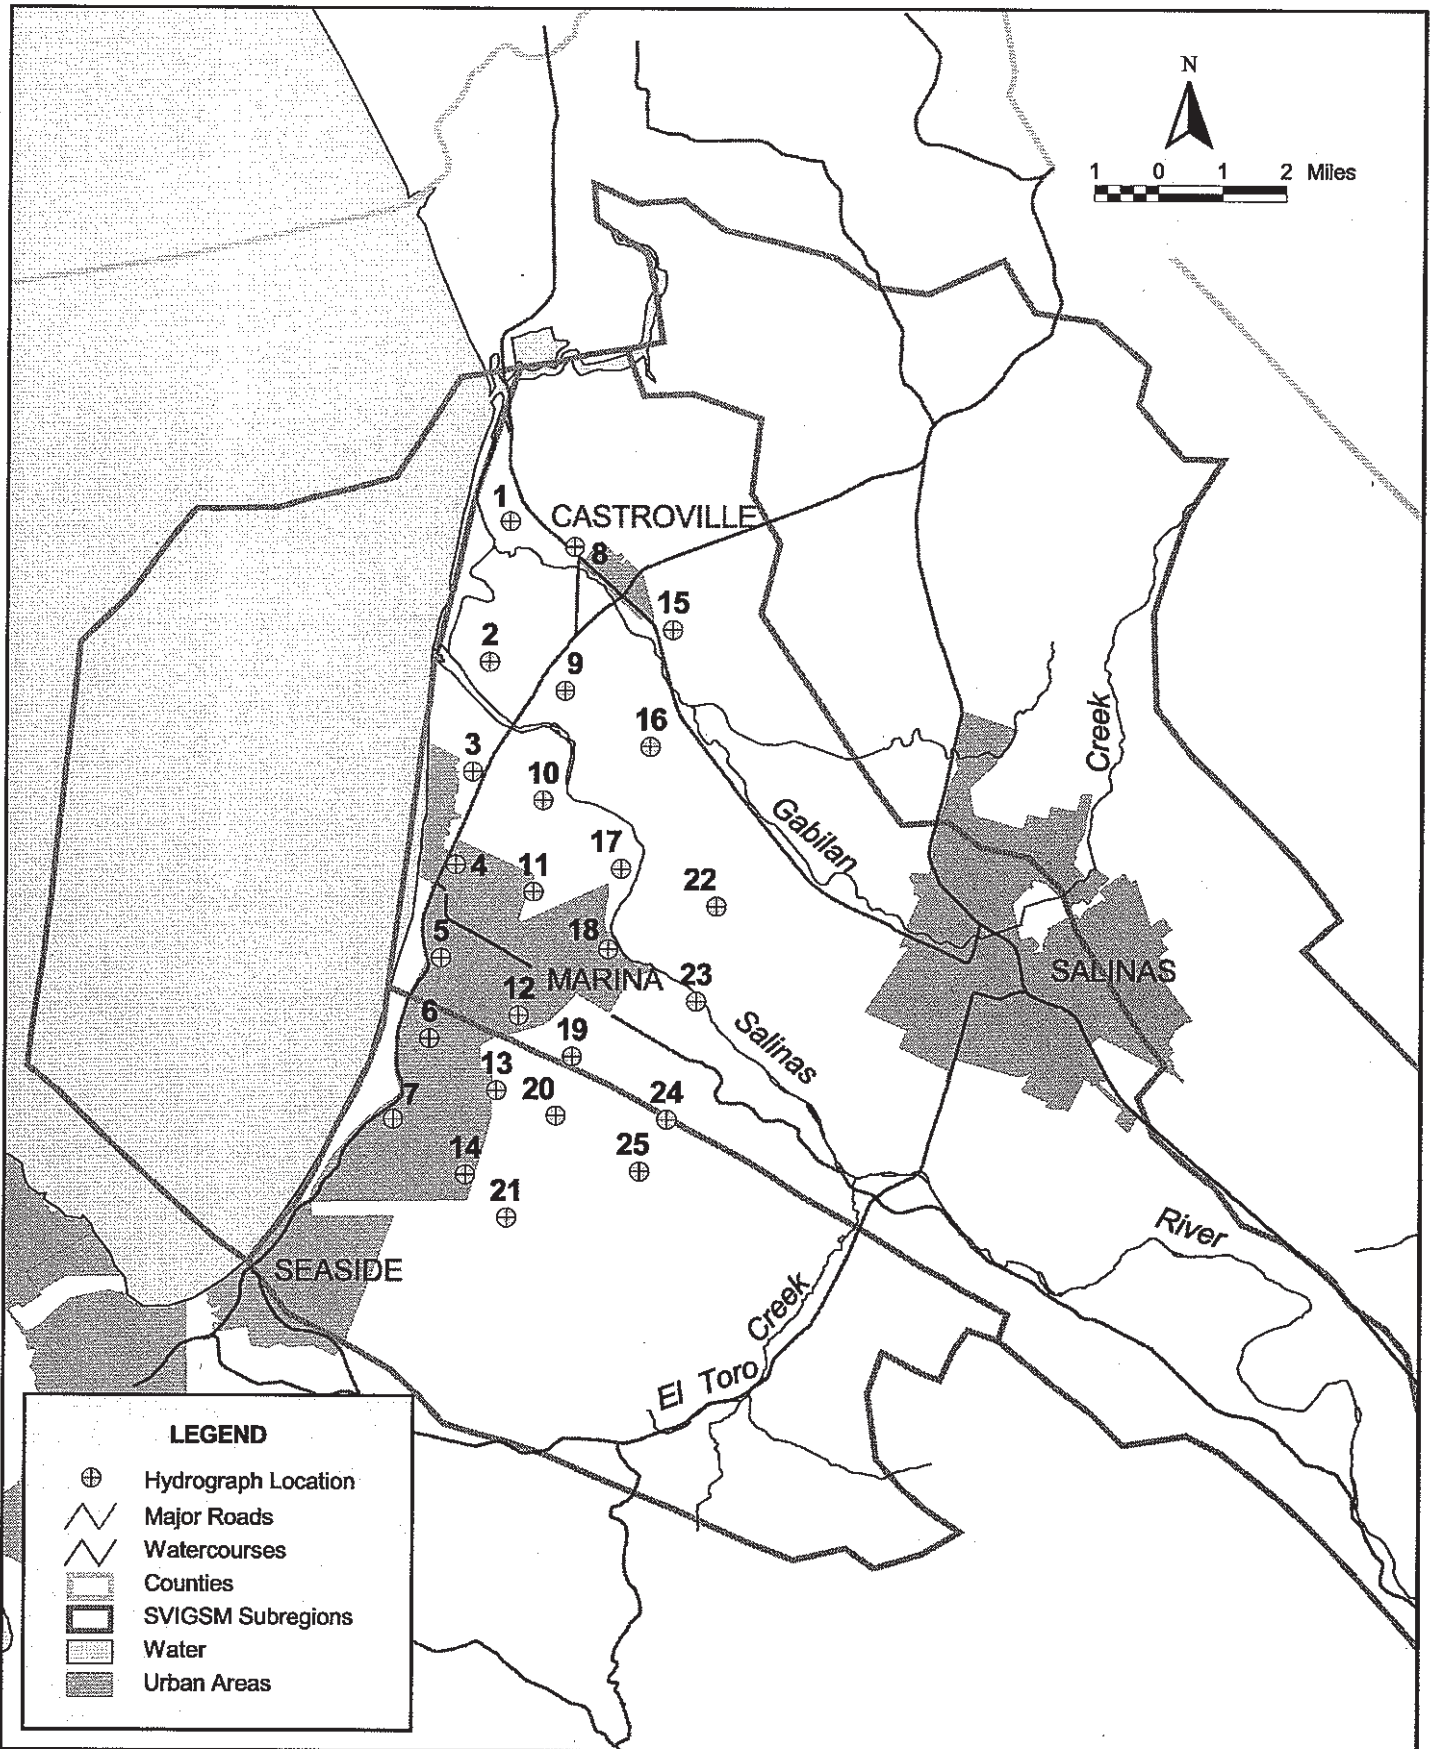 N
1 0 1 2 Miles
1
CASTROVILLE
8
15
2
9
16
3
10
Creek
Gabilan
17
4
11
22
5
18
MARINA
SALINAS
23
12
6
19
Salinas
13
7
20
24
14
25
21
River
SEASIDE
Creek
El Toro
LEGEND
Hydrograph Location
Major Roads
Watercourses
Counties
SVIGSM Subregions
Water
Urban Areas